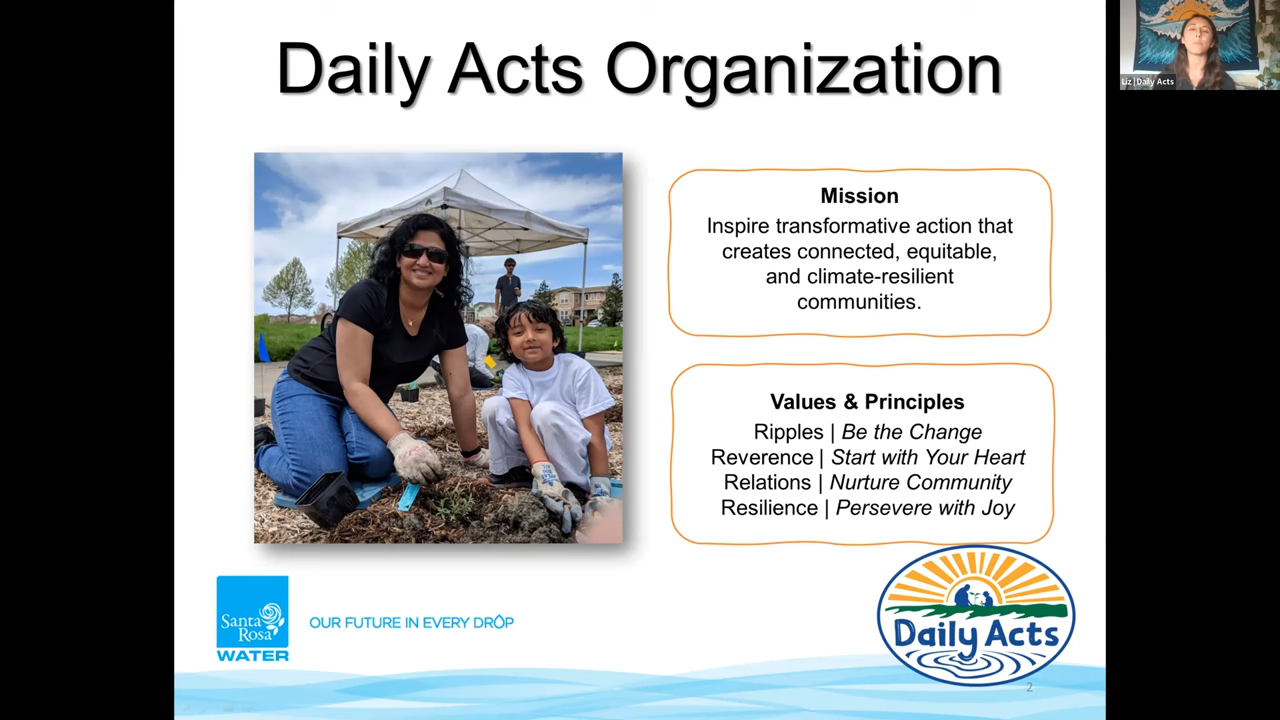 Daily Acts Organization
Liz | Daily Acts
Mission
Inspire transformative action that
creates connected, equitable,
and climate-resilient
communities.
Values & Principles
Ripples | Be the Change
Reverence | Start with Your Heart
Relations | Nurture Community
Resilience | Persevere with Joy
Santa
Rosa
WATER
OUR FUTURE IN EVERY DROP
Daily Acts
2